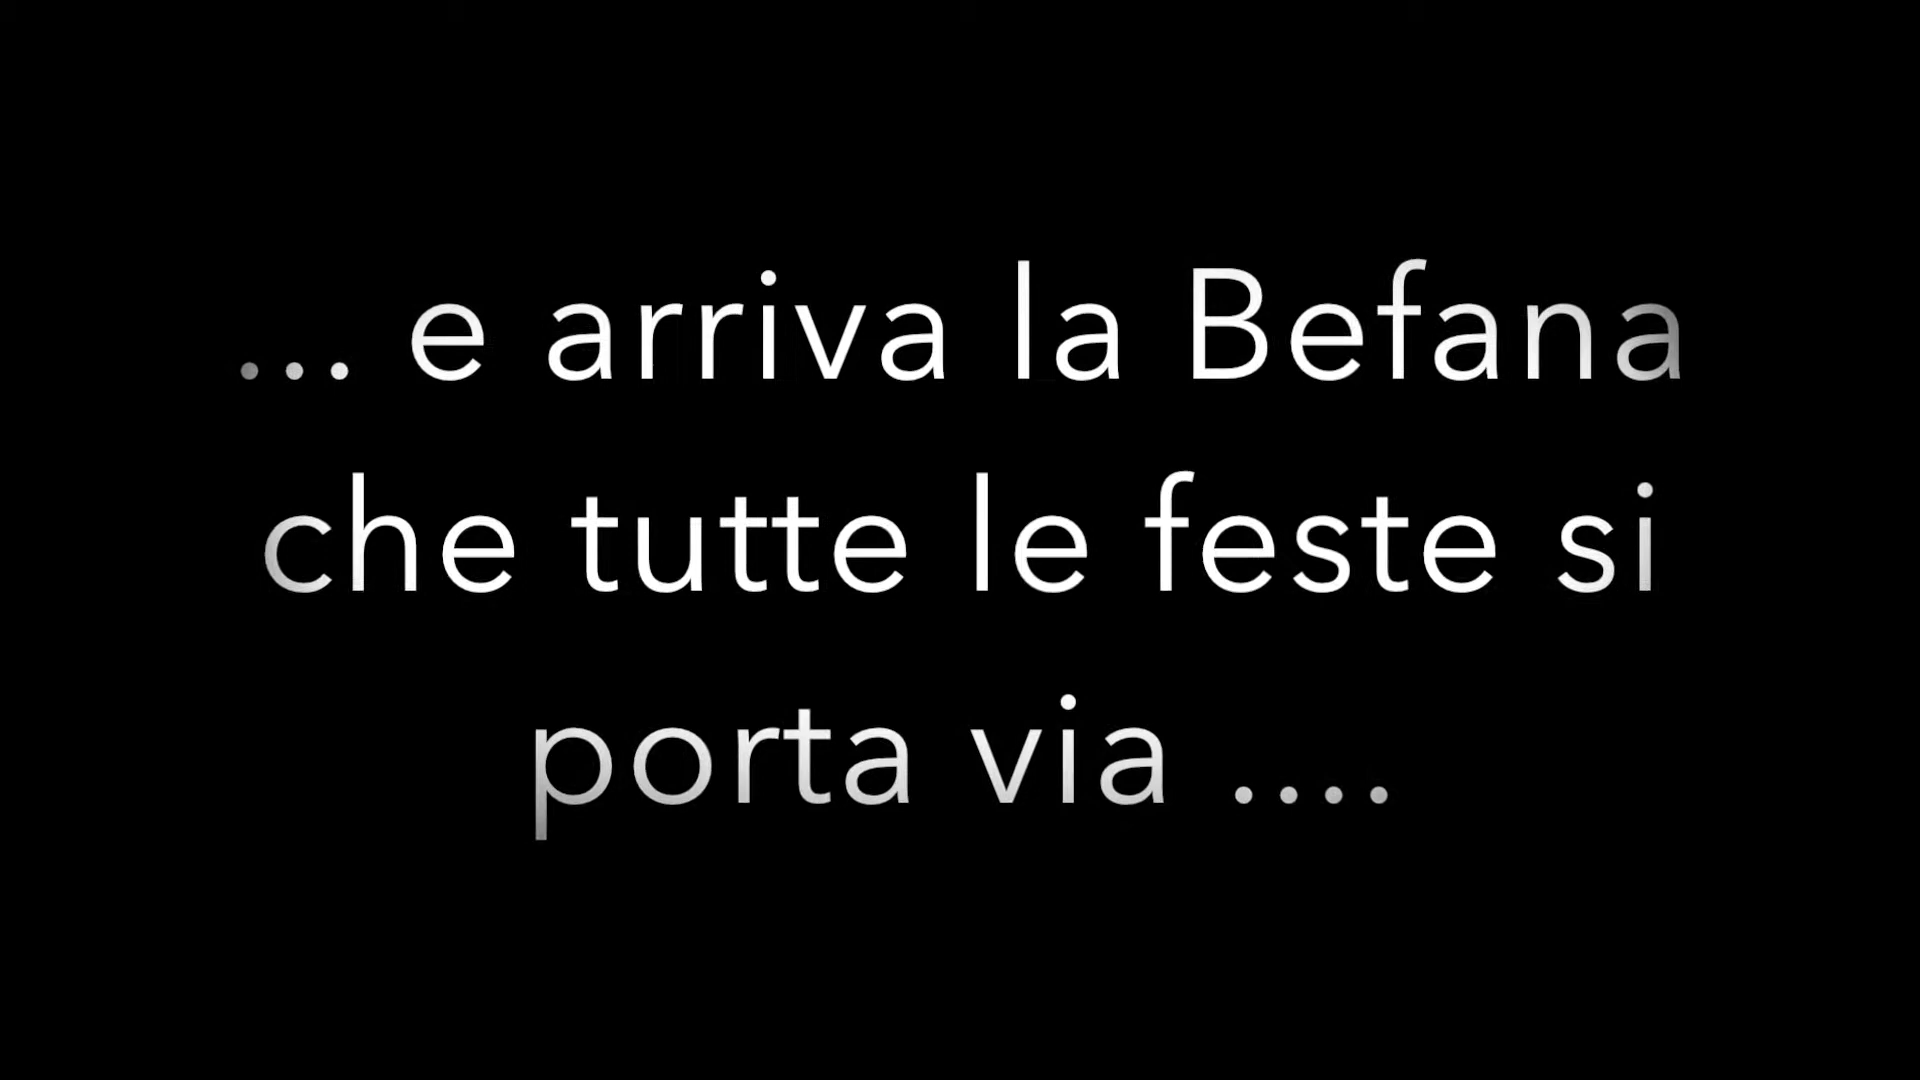 ... e arriva la Befana
che tutte le feste si
porta via ....